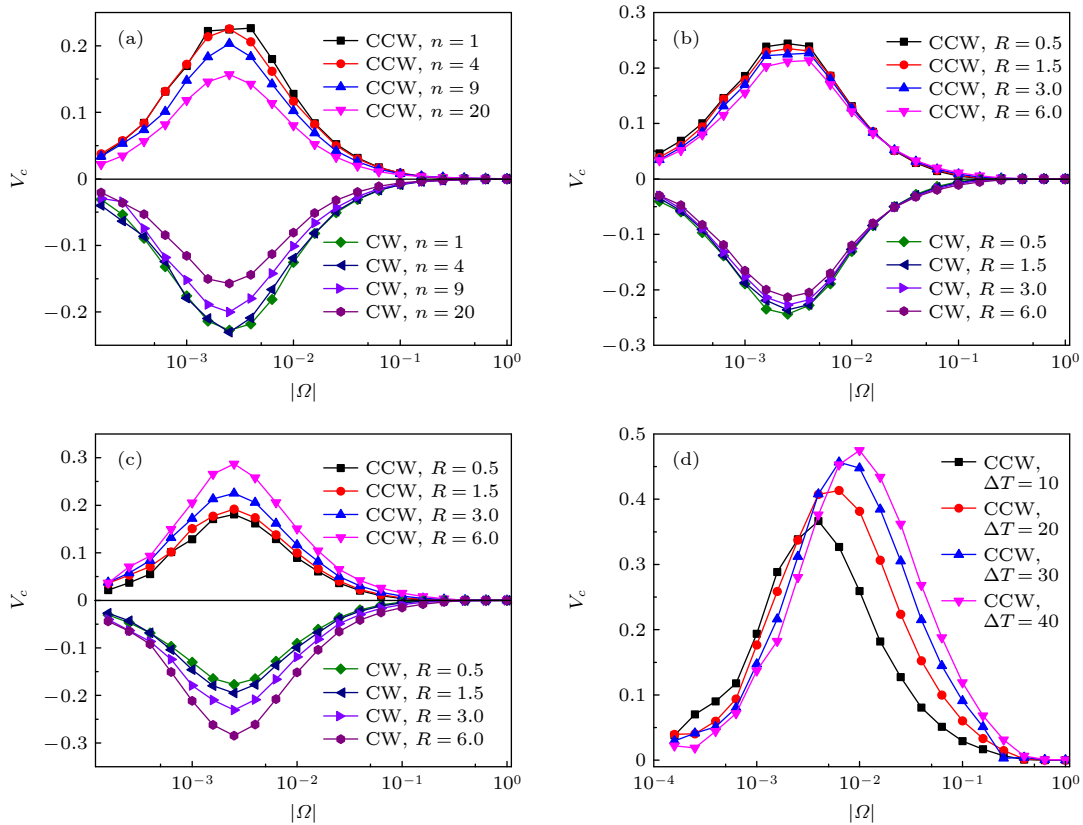 (a)
CCW, n = 1
CCW, n = 4
CCW, n = 9
CCW, n = 20
0.2
0.1
0
−0.1
−0.2
V_c
CW, n = 1
CW, n = 4
CW, n = 9
CW, n = 20
10⁻³ 10⁻² 10⁻¹ 10⁰
|Ω|
(b)
CCW, R = 0.5
CCW, R = 1.5
CCW, R = 3.0
CCW, R = 6.0
0.3
0.2
0.1
0
−0.1
−0.2
−0.3
V_c
CW, R = 0.5
CW, R = 1.5
CW, R = 3.0
CW, R = 6.0
10⁻³ 10⁻² 10⁻¹ 10⁰
|Ω|
(c)
CCW, R = 0.5
CCW, R = 1.5
CCW, R = 3.0
CCW, R = 6.0
0.3
0.2
0.1
0
−0.1
−0.2
−0.3
V_c
CW, R = 0.5
CW, R = 1.5
CW, R = 3.0
CW, R = 6.0
10⁻³ 10⁻² 10⁻¹ 10⁰
|Ω|
(d)
CCW,
ΔT = 10
CCW,
ΔT = 20
CCW,
ΔT = 30
CCW,
ΔT = 40
0.5
0.4
0.3
0.2
0.1
0
V_c
10⁻⁴ 10⁻³ 10⁻² 10⁻¹ 10⁰
|Ω|